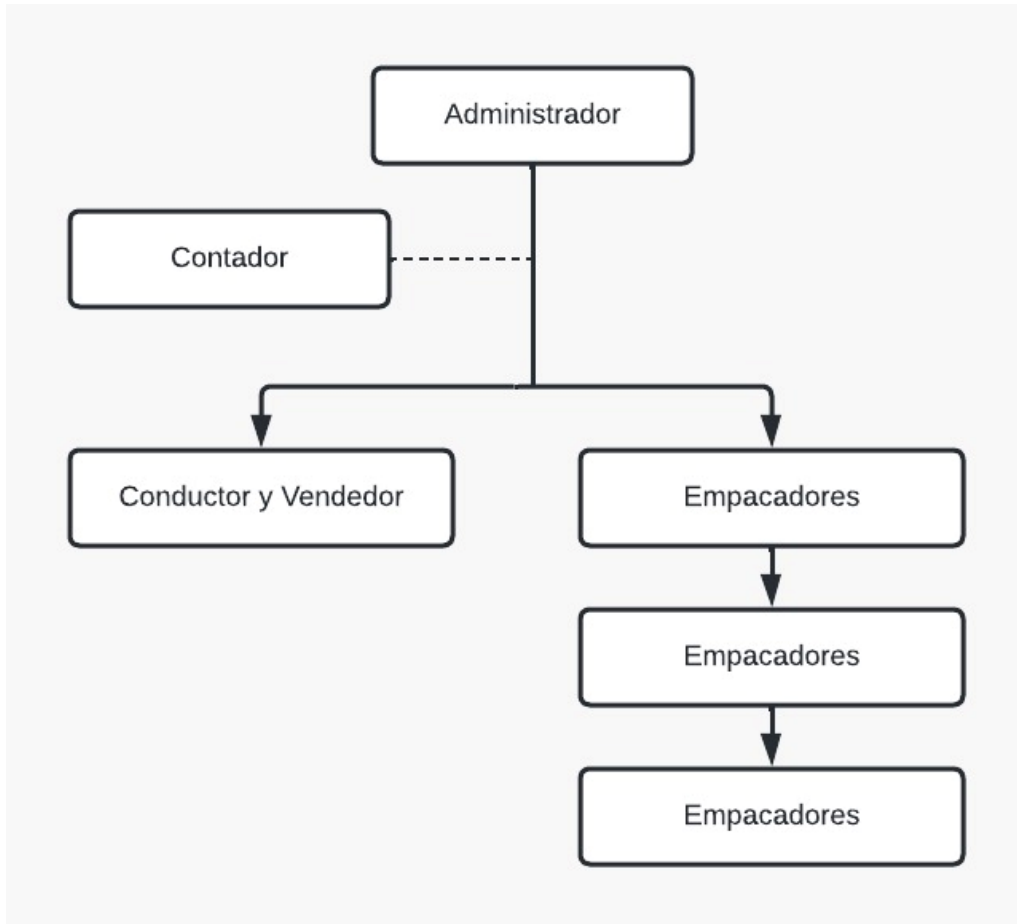 Administrador
Contador
Conductor y Vendedor
Empacadores
Empacadores
Empacadores